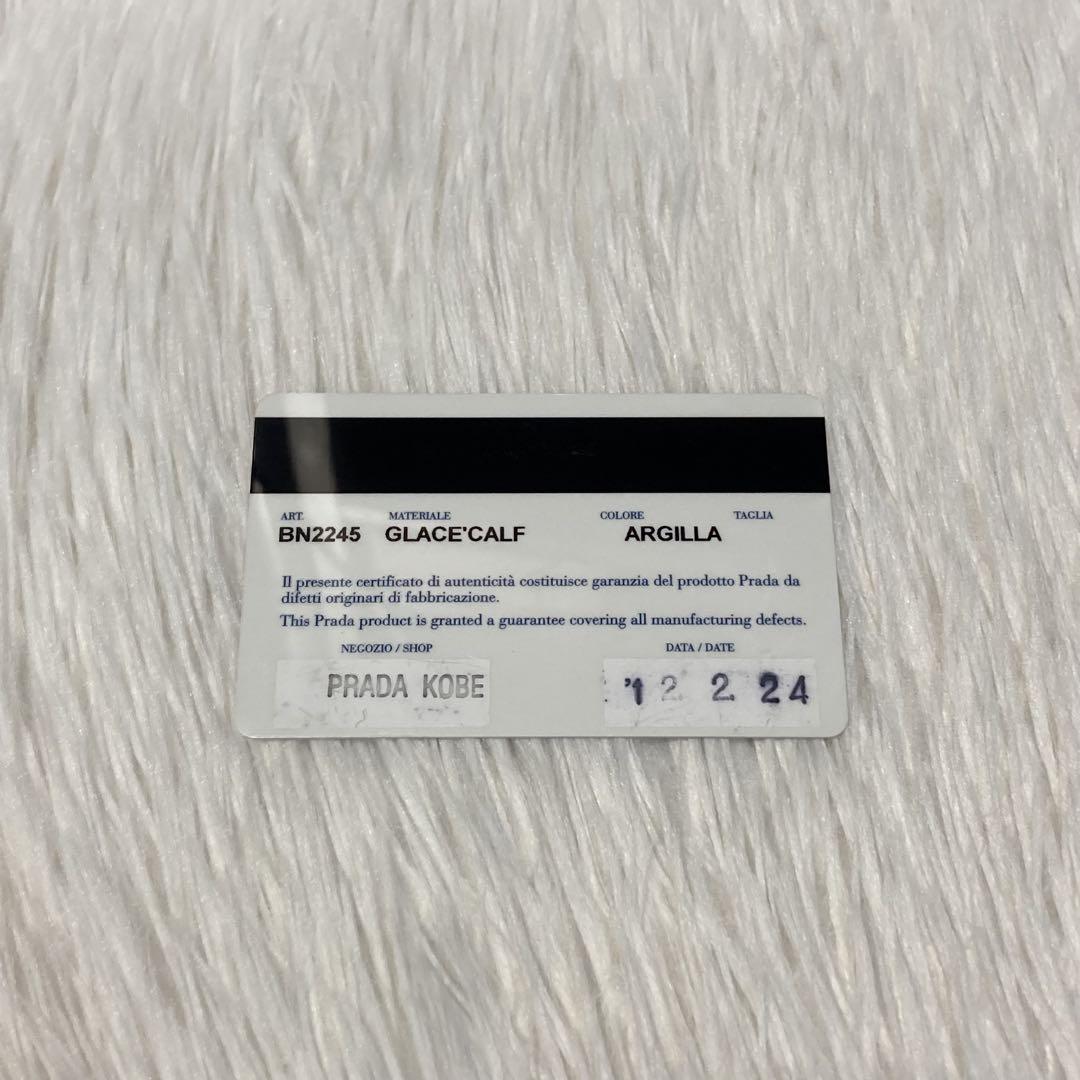 ART. MATERIALE COLORE TAGLIA
BN2245 GLACE'CALF ARGILLA
Il presente certificato di autenticità costituisce garanzia del prodotto Prada da
difetti originari di fabbricazione.
This Prada product is granted a guarantee covering all manufacturing defects.
NEGOZIO / SHOP DATA / DATE
PRADA KOBE '12 2. 24